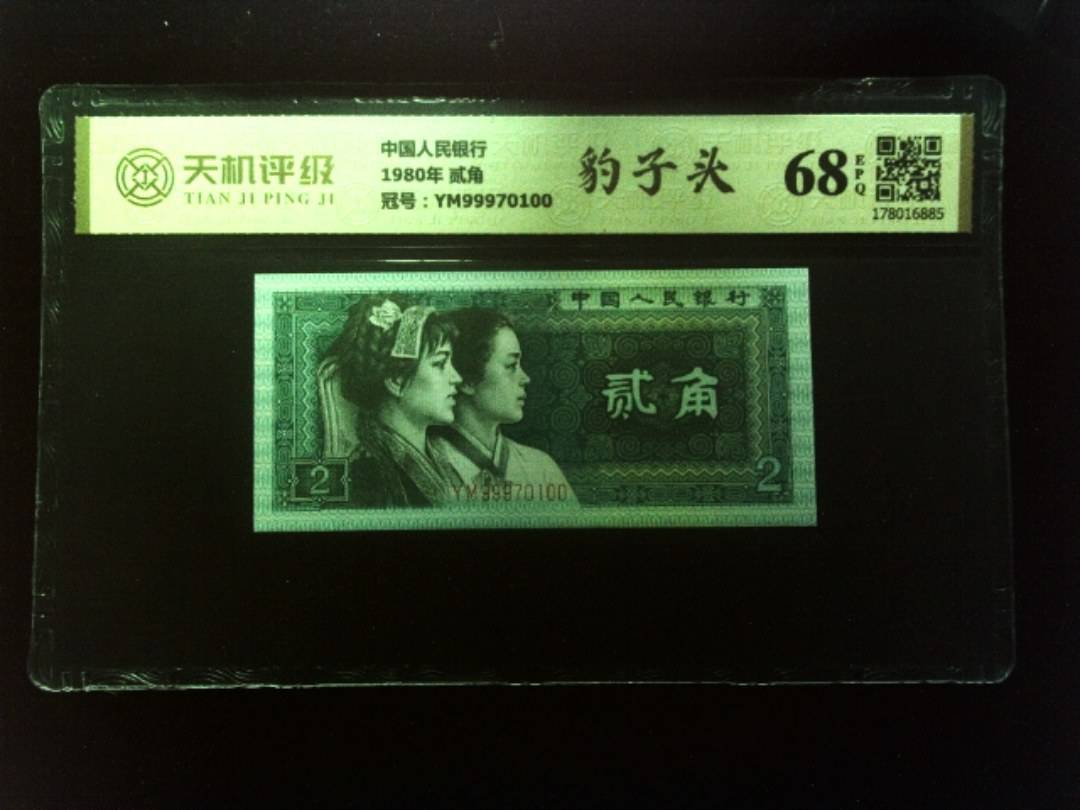 天机评级
TIAN JI PING JI
中国人民银行
1980年 贰角
冠号：YM99970100
豹子头
68
EPQ
178016885
中国人民银行
贰角
2
2
YM99970100